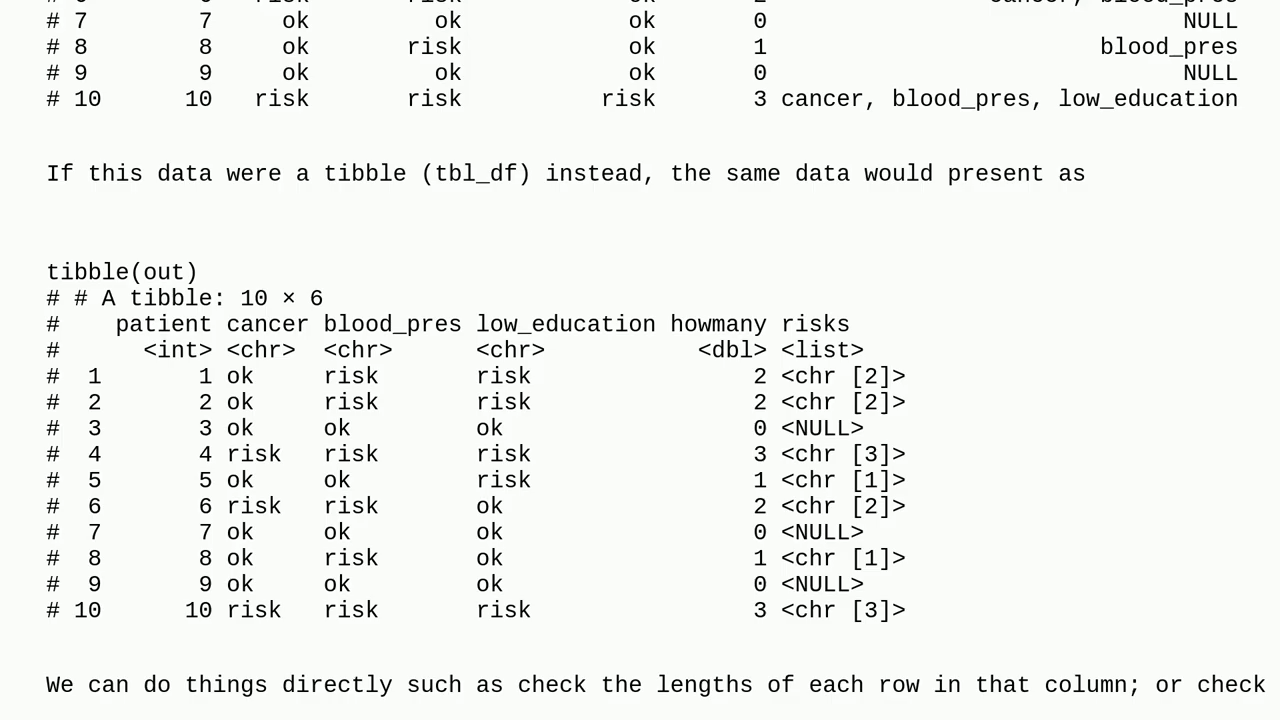 # 7        7     ok         ok            ok       0                              NULL
# 8        8     ok       risk            ok       1                        blood_pres
# 9        9     ok         ok            ok       0                              NULL
# 10      10   risk       risk          risk       3 cancer, blood_pres, low_education
If this data were a tibble (tbl_df) instead, the same data would present as
tibble(out)
# # A tibble: 10 × 6
#    patient cancer blood_pres low_education howmany risks
#      <int> <chr>  <chr>      <chr>           <dbl> <list>
#  1       1 ok     risk       risk                2 <chr [2]>
#  2       2 ok     risk       risk                2 <chr [2]>
#  3       3 ok     ok         ok                  0 <NULL>
#  4       4 risk   risk       risk                3 <chr [3]>
#  5       5 ok     ok         risk                1 <chr [1]>
#  6       6 risk   risk       ok                  2 <chr [2]>
#  7       7 ok     ok         ok                  0 <NULL>
#  8       8 ok     risk       ok                  1 <chr [1]>
#  9       9 ok     ok         ok                  0 <NULL>
# 10      10 risk   risk       risk                3 <chr [3]>
We can do things directly such as check the lengths of each row in that column; or check